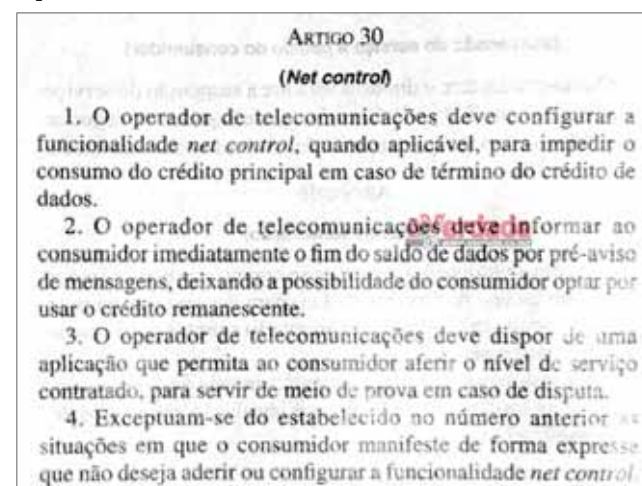 ARTIGO 30
(Net control)
1. O operador de telecomunicações deve configurar a
funcionalidade net control, quando aplicável, para impedir o
consumo do crédito principal em caso de término do crédito de
dados.
2. O operador de telecomunicações deve informar ao
consumidor imediatamente o fim do saldo de dados por pré-aviso
de mensagens, deixando a possibilidade do consumidor optar por
usar o crédito remanescente.
3. O operador de telecomunicações deve dispor de uma
aplicação que permita ao consumidor aferir o nível de serviço
contratado, para servir de meio de prova em caso de disputa.
4. Exceptuam-se do estabelecido no número anterior as
situações em que o consumidor manifeste de forma expresse
que não deseja aderir ou configurar a funcionalidade net control.